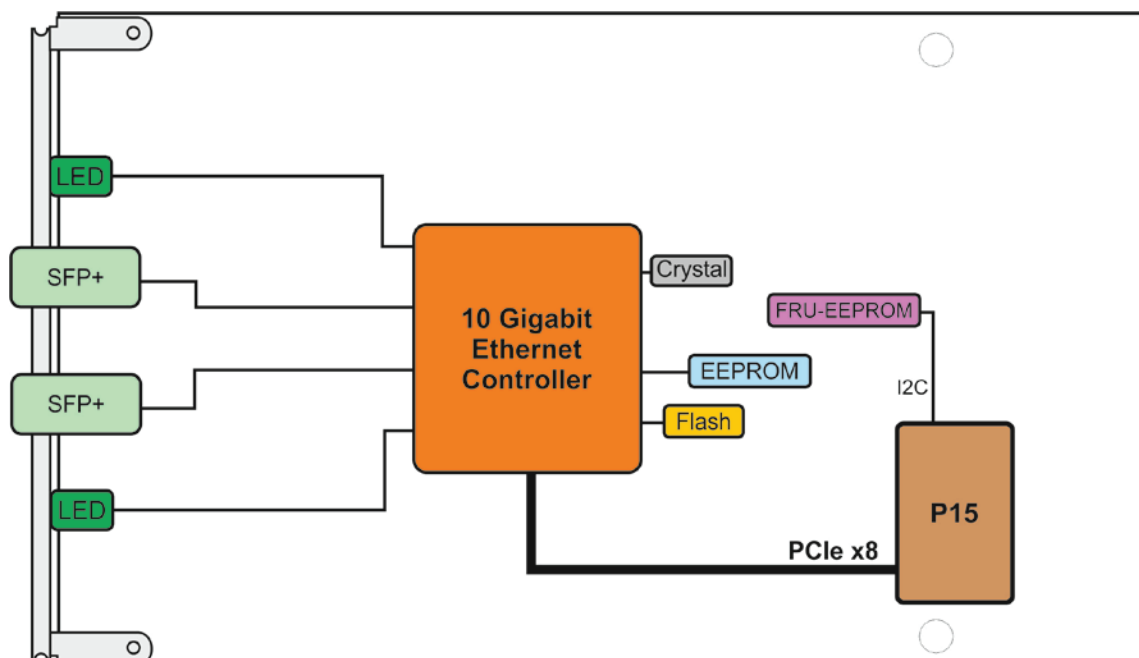 LED
SFP+
SFP+
LED
10 Gigabit
Ethernet
Controller
Crystal
EEPROM
Flash
FRU-EEPROM
I2C
P15
PCIe x8